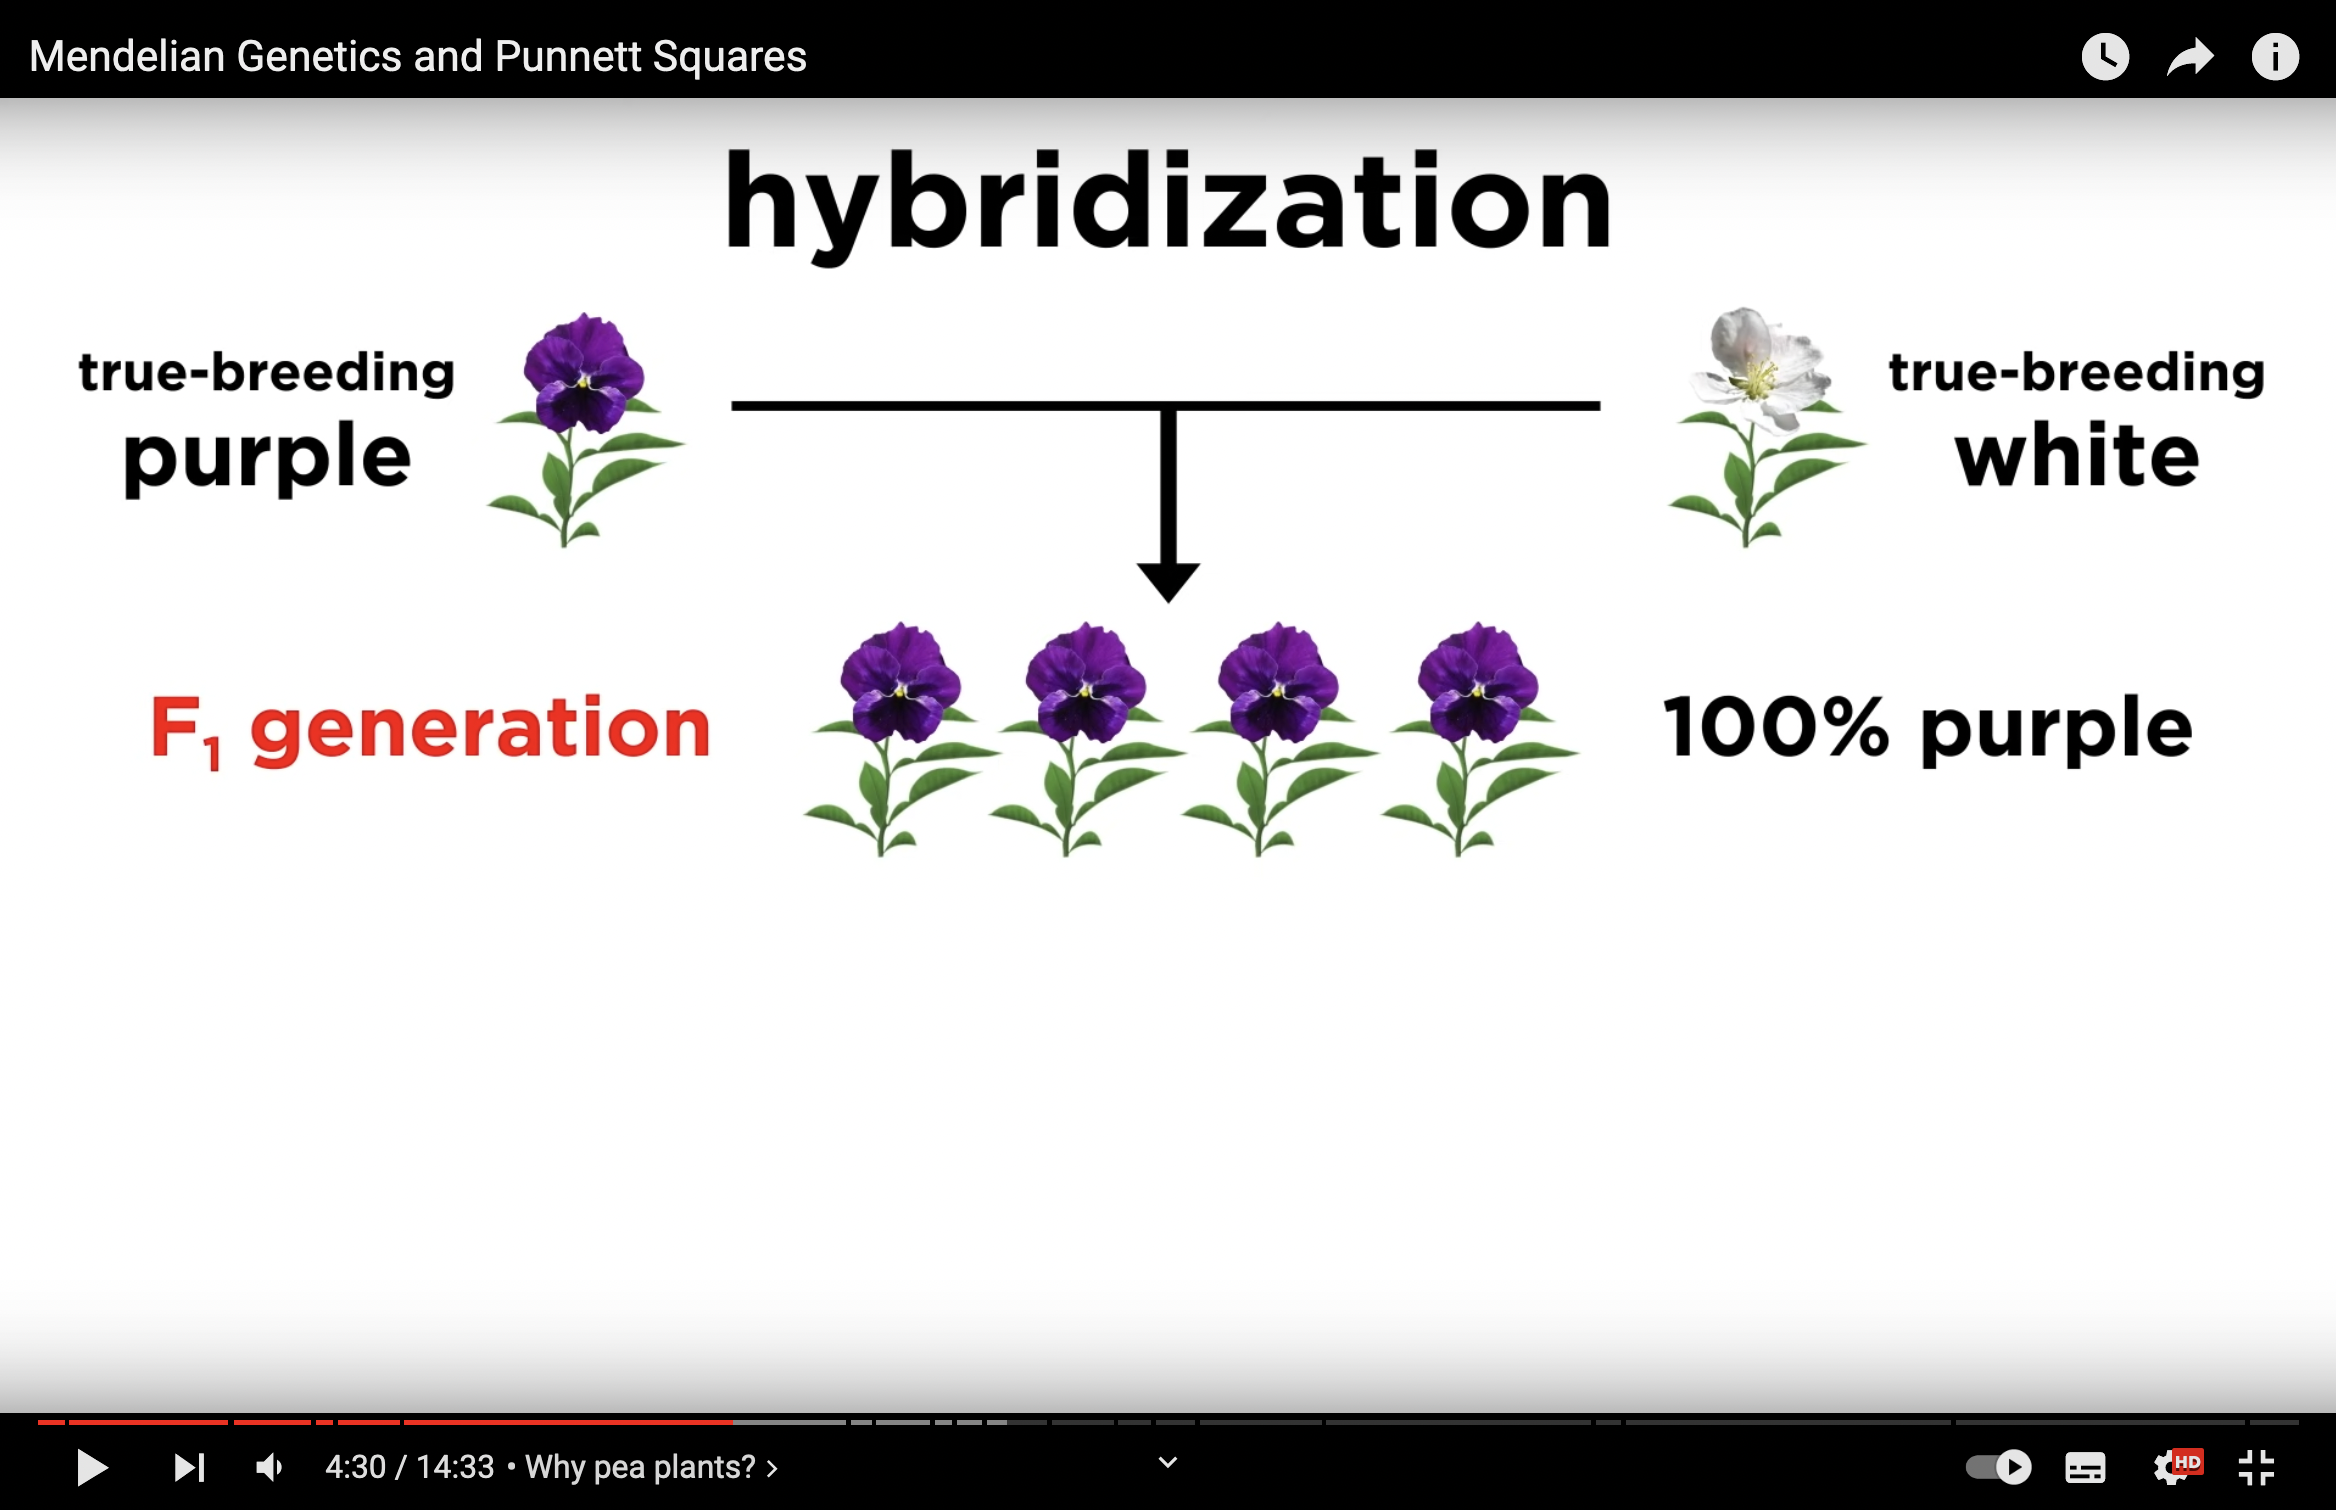 Mendelian Genetics and Punnett Squares
hybridization
true-breeding
purple
true-breeding
white
F₁ generation
100% purple
4:30 / 14:33 • Why pea plants? >
HD